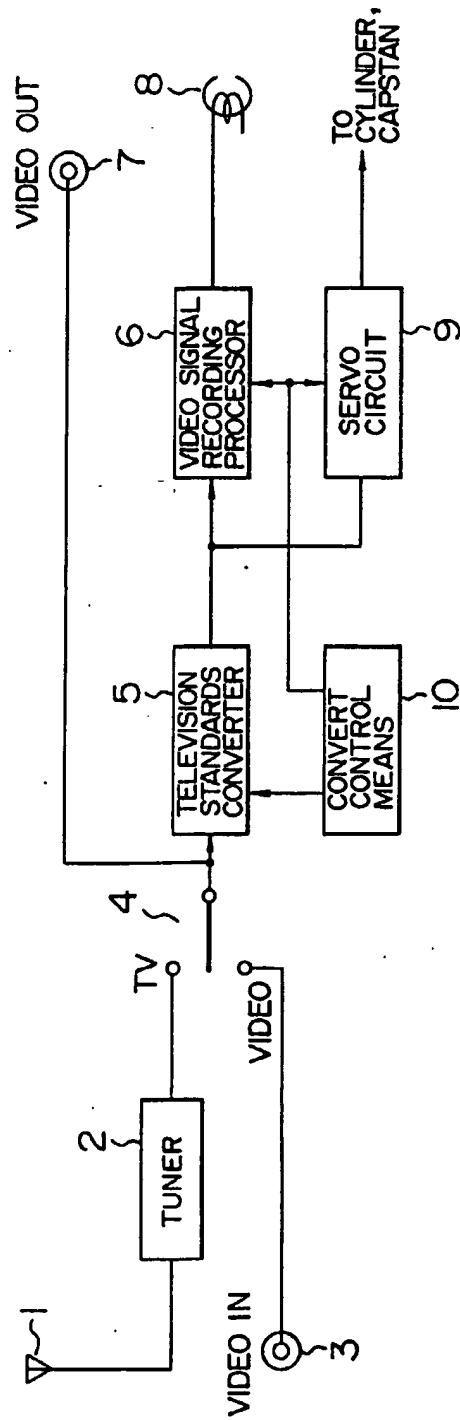 1
2
TUNER
VIDEO IN
3
TV
4
VIDEO
5
TELEVISION
STANDARDS
CONVERTER
10
CONVERT
CONTROL
MEANS
6
VIDEO SIGNAL
RECORDING
PROCESSOR
9
SERVO
CIRCUIT
VIDEO OUT
7
8
TO
CYLINDER,
CAPSTAN